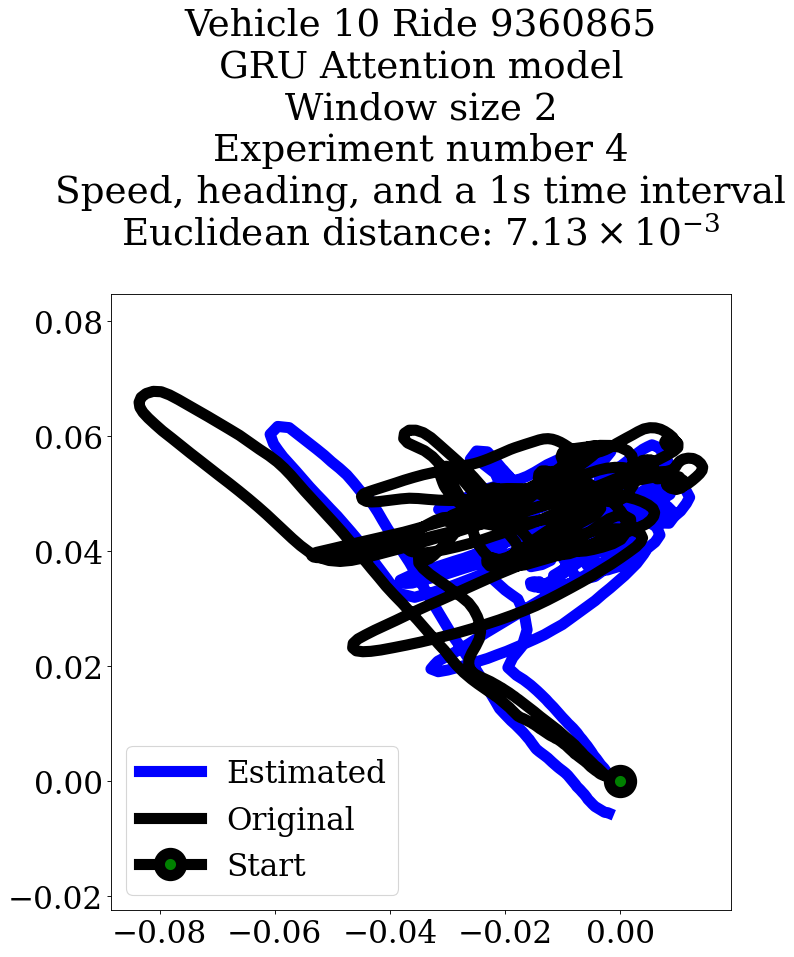 Vehicle 10 Ride 9360865
GRU Attention model
Window size 2
Experiment number 4
Speed, heading, and a 1s time interval
Euclidean distance: 7.13 × 10⁻³
0.08
0.06
0.04
0.02
0.00
−0.02
Estimated
Original
Start
−0.08 −0.06 −0.04 −0.02 0.00